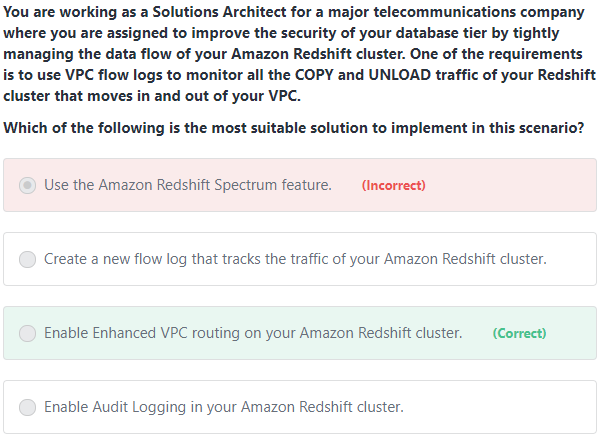 You are working as a Solutions Architect for a major telecommunications company
where you are assigned to improve the security of your database tier by tightly
managing the data flow of your Amazon Redshift cluster. One of the requirements
is to use VPC flow logs to monitor all the COPY and UNLOAD traffic of your Redshift
cluster that moves in and out of your VPC.
Which of the following is the most suitable solution to implement in this scenario?
Use the Amazon Redshift Spectrum feature. (Incorrect)
Create a new flow log that tracks the traffic of your Amazon Redshift cluster.
Enable Enhanced VPC routing on your Amazon Redshift cluster. (Correct)
Enable Audit Logging in your Amazon Redshift cluster.